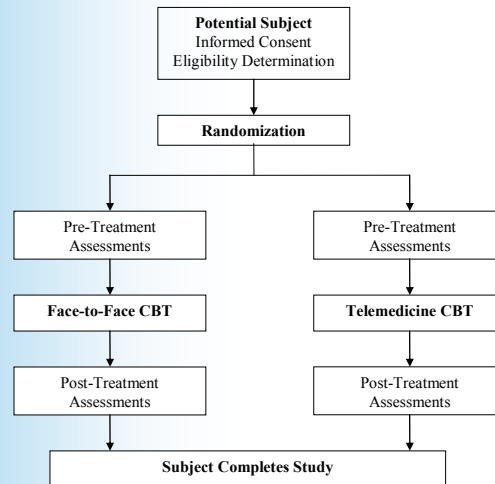 Potential Subject
Informed Consent
Eligibility Determination
Randomization
Pre-Treatment
Assessments
Pre-Treatment
Assessments
Face-to-Face CBT
Telemedicine CBT
Post-Treatment
Assessments
Post-Treatment
Assessments
Subject Completes Study